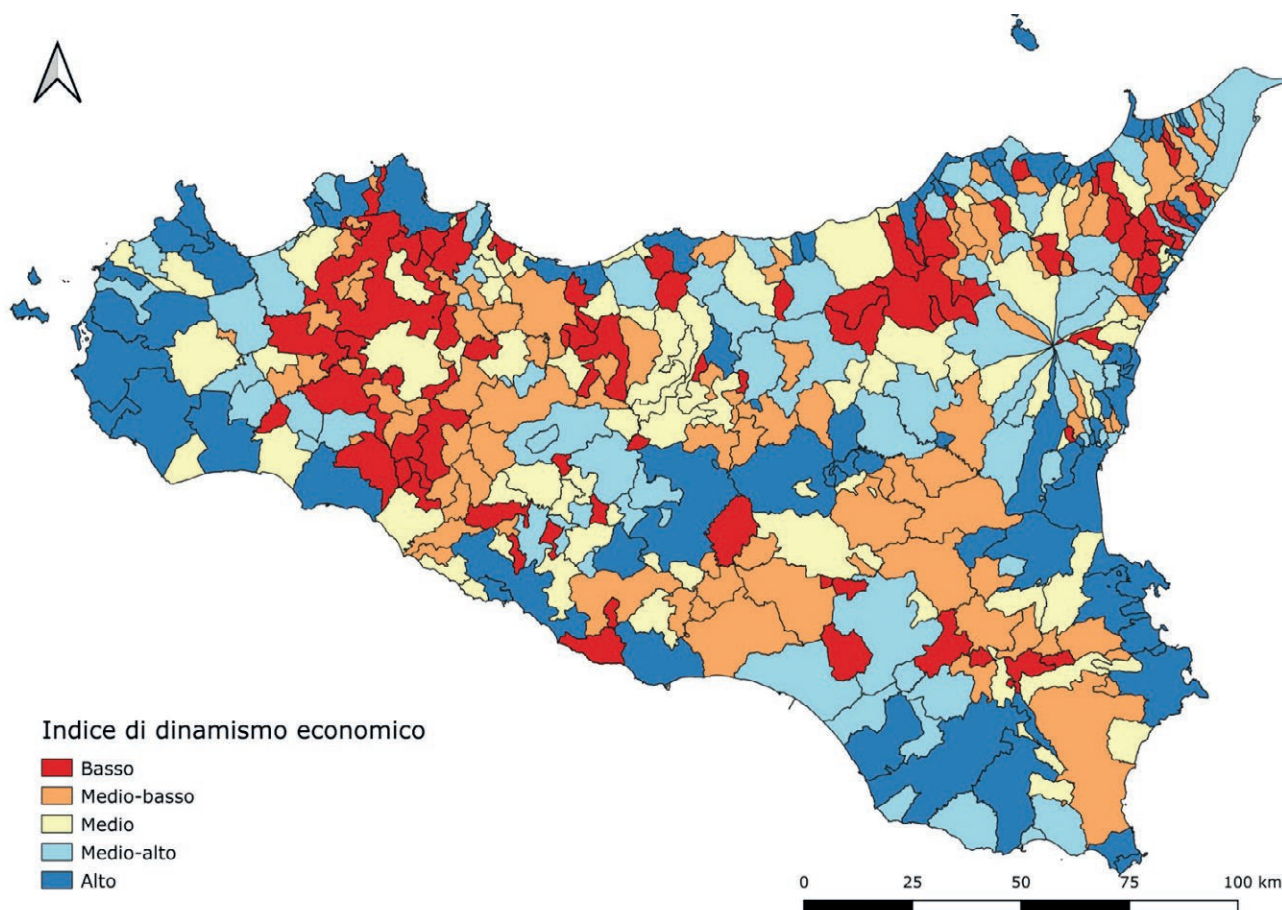 Indice di dinamismo economico
Basso
Medio-basso
Medio
Medio-alto
Alto
0 25 50 75 100 km